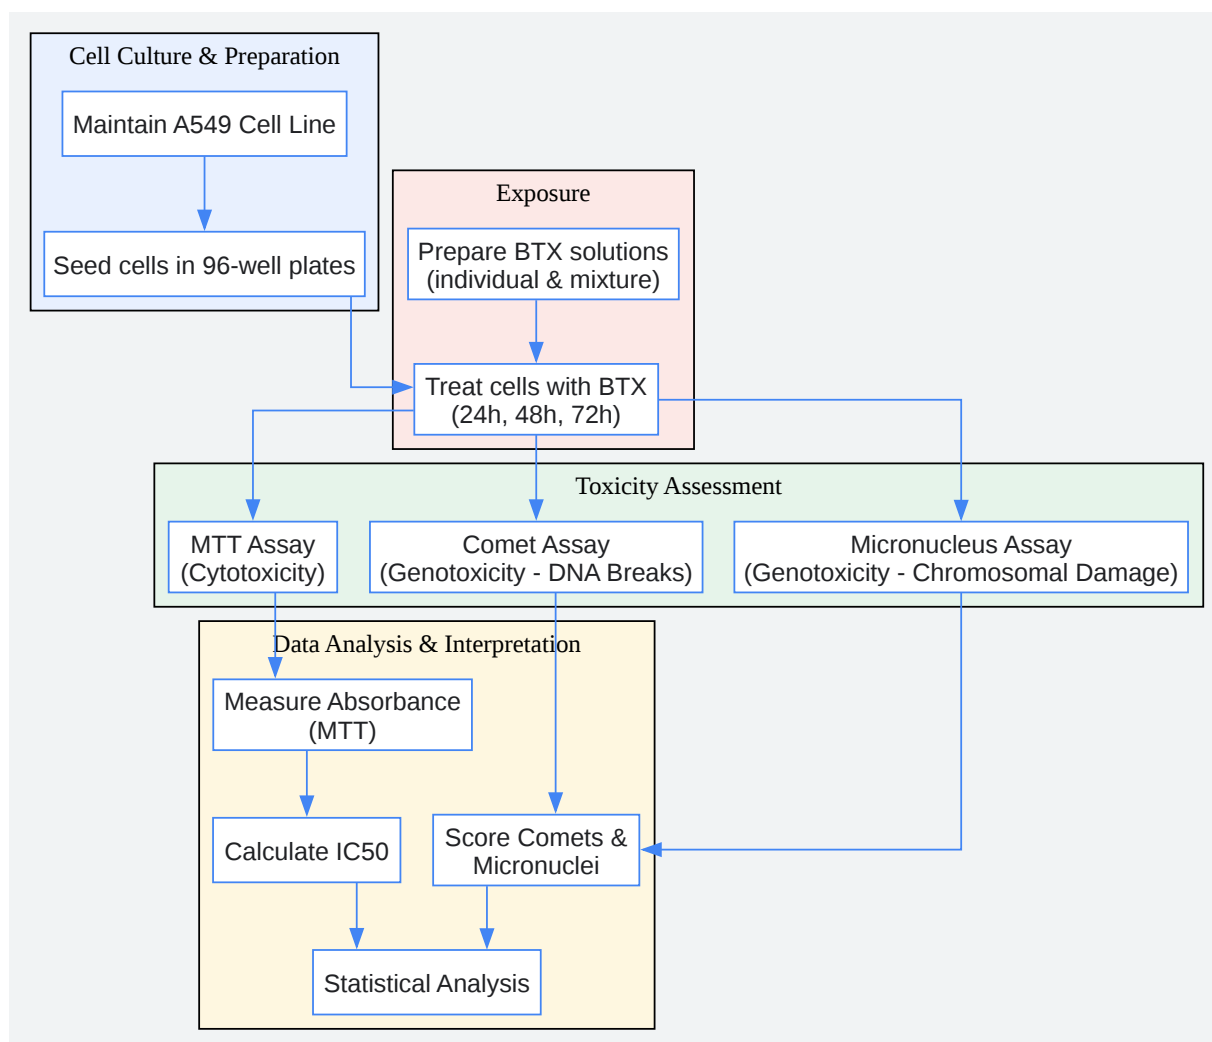 Cell Culture & Preparation
Maintain A549 Cell Line
Seed cells in 96-well plates
Exposure
Prepare BTX solutions
(individual & mixture)
Treat cells with BTX
(24h, 48h, 72h)
Toxicity Assessment
MTT Assay
(Cytotoxicity)
Comet Assay
(Genotoxicity - DNA Breaks)
Micronucleus Assay
(Genotoxicity - Chromosomal Damage)
Data Analysis & Interpretation
Measure Absorbance
(MTT)
Calculate IC50
Score Comets &
Micronuclei
Statistical Analysis